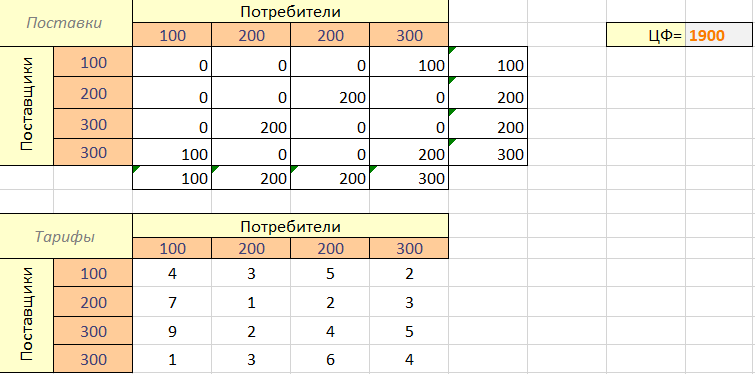 Поставки Потребители
100 200 200 300 ЦФ= 1900
Поставщики
100 0 0 0 100 100
200 0 0 200 0 200
300 0 200 0 0 200
300 100 0 0 200 300
100 200 200 300
Тарифы Потребители
100 200 200 300
Поставщики
100 4 3 5 2
200 7 1 2 3
300 9 2 4 5
300 1 3 6 4